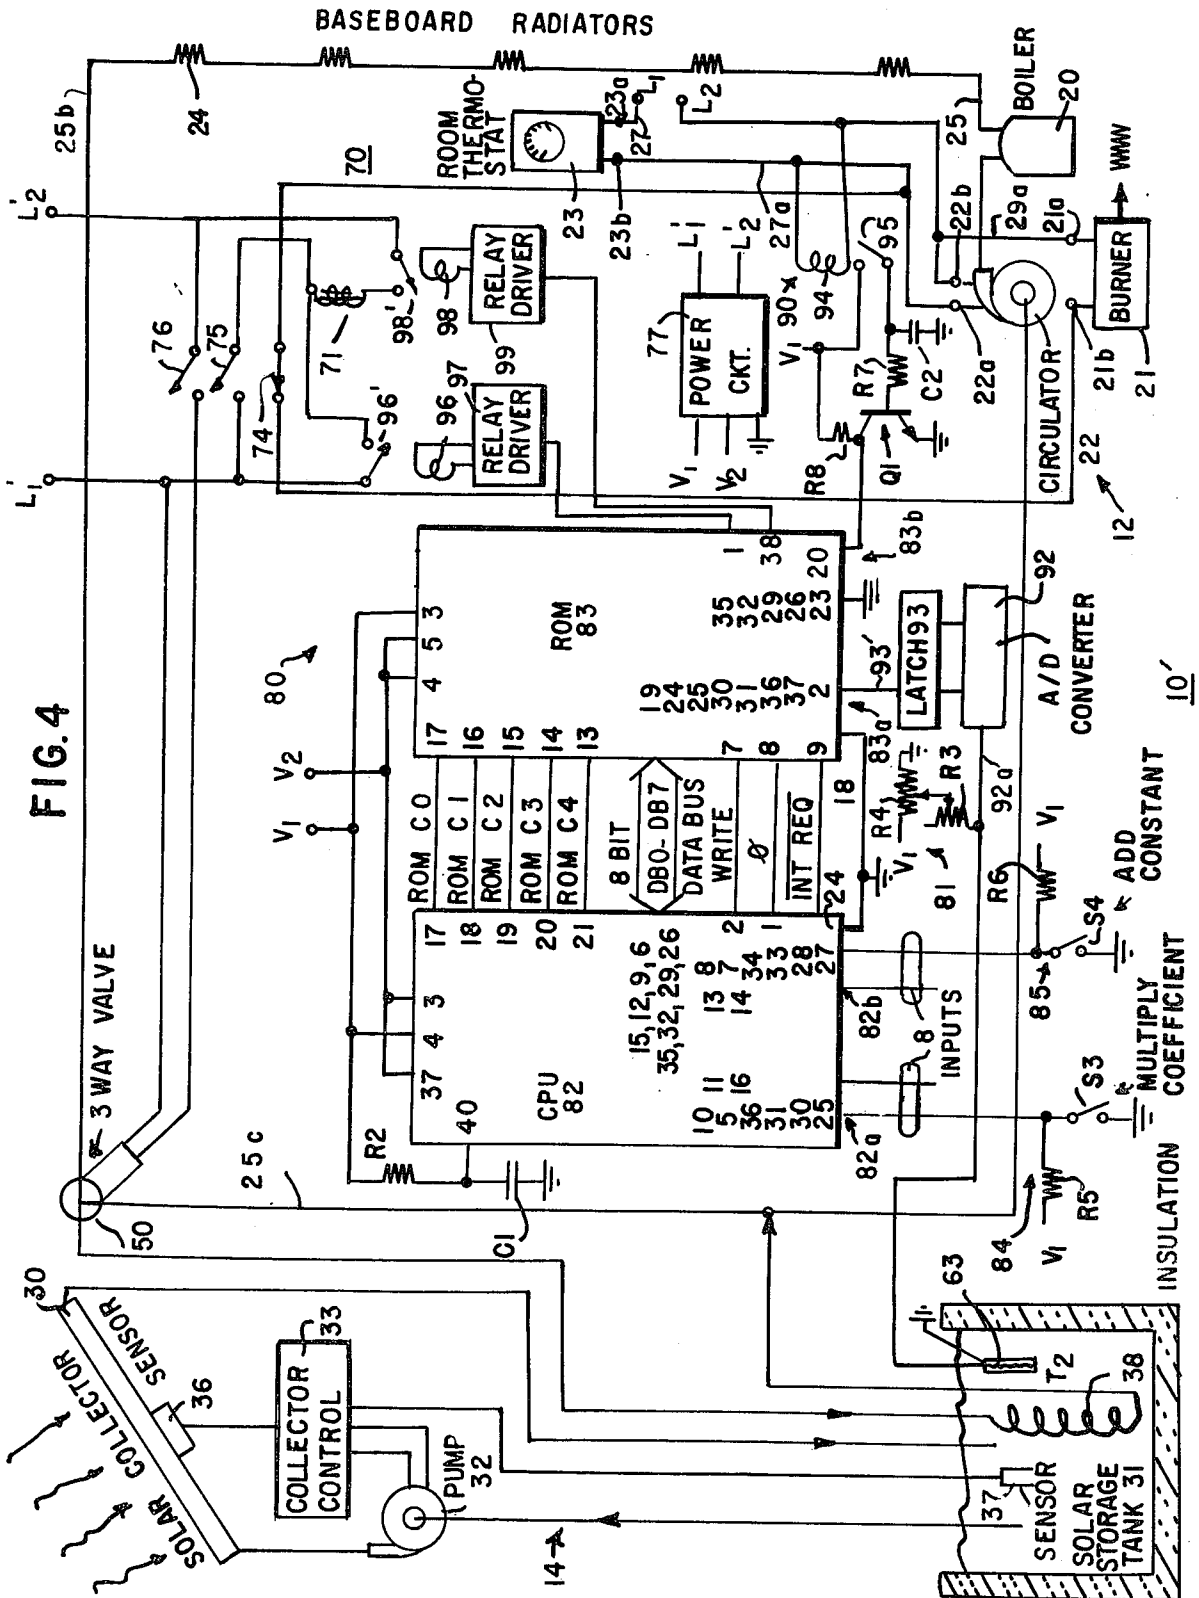 FIG. 4
BASEBOARD RADIATORS
25b
24
L'2
L'1
70
ROOM
THERMO-
STAT
23
23a
23b
27
L1
L2
25
BOILER
20
76
75
74
71
98'
96'
98
96
97
99
RELAY
DRIVER
RELAY
DRIVER
77
POWER
CKT.
L'1
L'2
V1
V2
27a
90
94
95
V1
R8
R7
C2
Q1
22b
29a
21a
22a
CIRCULATOR
22
12
21b
21
BURNER
3 WAY VALVE
50
25c
V1
V2
80
R2
C1
37
4
3
40
CPU
82
17
18
19
20
21
15,12,9,6
35,32,29,26
2
1
13 8
14 7
34
33
28
27
24
10 11
5 16
36
31
30
25
ROM C0
ROM C1
ROM C2
ROM C3
ROM C4
8 BIT
DB0-DB7
DATA BUS
WRITE
Ø
INT REQ
17
16
15
14
13
7
8
9
18
4
5
3
ROM
83
19
24
25
30
31
36
37
2
35
32
29
26
23
1
38
20
83a
83b
93'
LATCH 93
92
A/D
CONVERTER
92a
R4
R3
V1
81
82a
82b
8
INPUTS
R6
V1
85
S4
ADD
CONSTANT
84
V1
R5
S3
MULTIPLY
COEFFICIENT
10'
30
SOLAR COLLECTOR
SENSOR
36
COLLECTOR
CONTROL
33
PUMP
32
14
37
SENSOR
SOLAR
STORAGE
TANK 31
38
T2
63
INSULATION